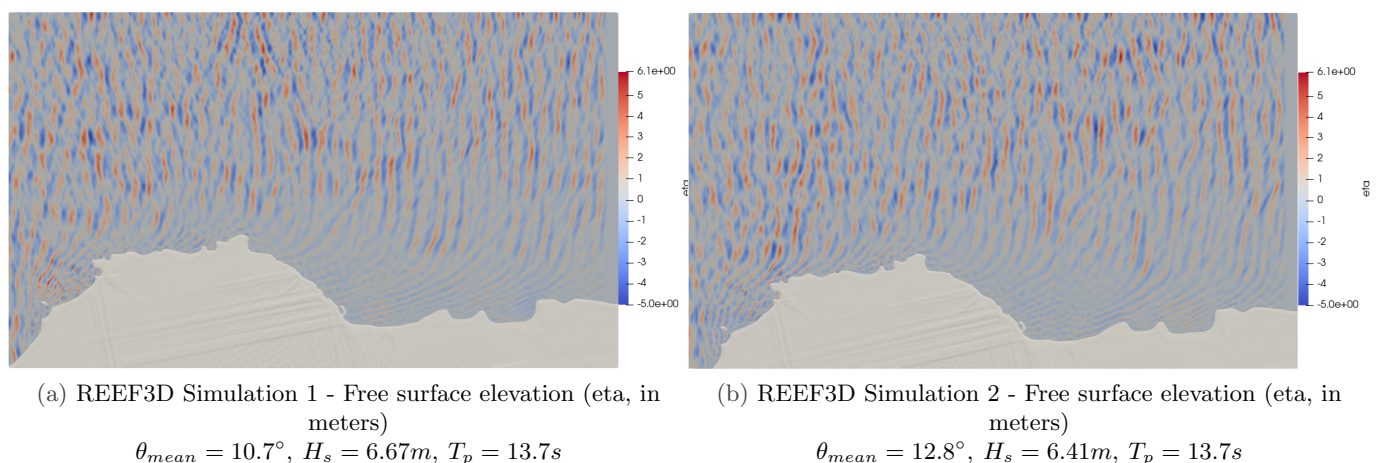 6.1e+00
5
4
3
2
1
0
-1
-2
-3
-4
-5.0e+00
eta
6.1e+00
5
4
3
2
1
0
-1
-2
-3
-4
-5.0e+00
eta
(a) REEF3D Simulation 1 - Free surface elevation (eta, in
meters)
θ_mean = 10.7°, H_s = 6.67m, T_p = 13.7s
(b) REEF3D Simulation 2 - Free surface elevation (eta, in
meters)
θ_mean = 12.8°, H_s = 6.41m, T_p = 13.7s